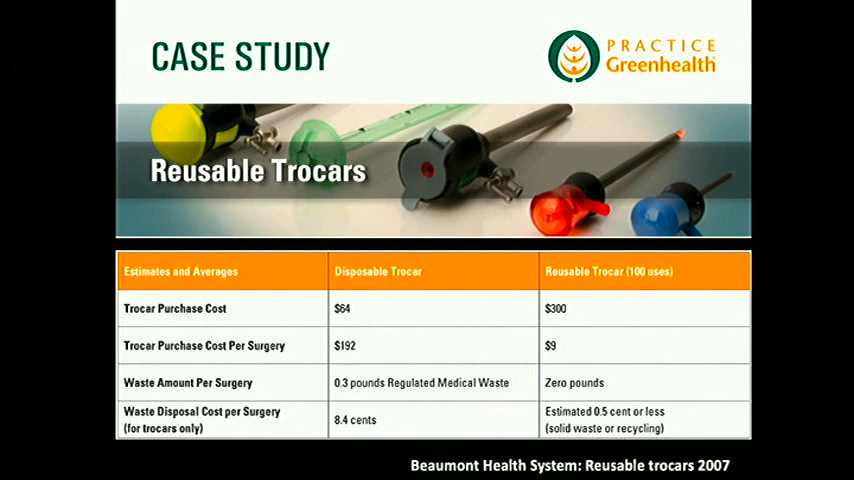 CASE STUDY
PRACTICE
Greenhealth
Reusable Trocars
Estimates and Averages
Disposable Trocar
Reusable Trocar (100 uses)
Trocar Purchase Cost
$64
$300
Trocar Purchase Cost Per Surgery
$192
$9
Waste Amount Per Surgery
0.3 pounds Regulated Medical Waste
Zero pounds
Waste Disposal Cost per Surgery
(for trocars only)
8.4 cents
Estimated 0.5 cent or less
(solid waste or recycling)
Beaumont Health System: Reusable trocars 2007